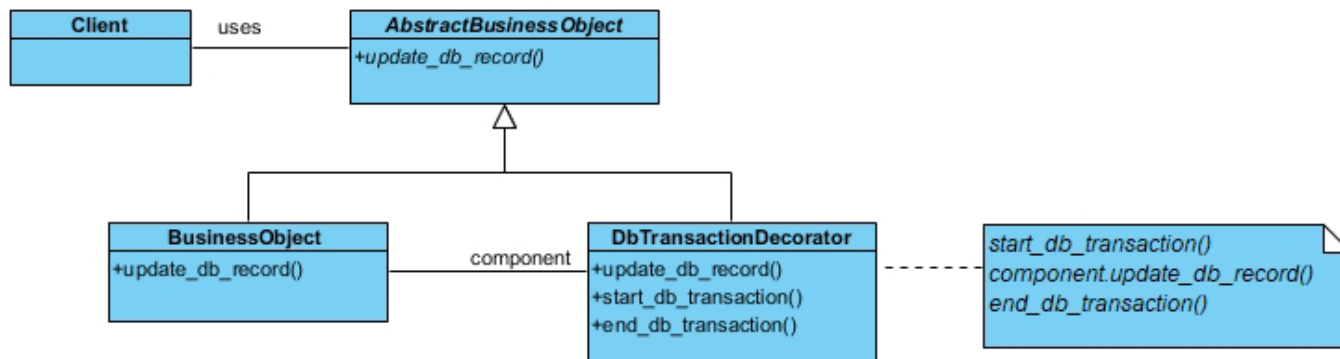 Client
uses
AbstractBusinessObject
+update_db_record()
BusinessObject
+update_db_record()
component
DbTransactionDecorator
+update_db_record()
+start_db_transaction()
+end_db_transaction()
start_db_transaction()
component.update_db_record()
end_db_transaction()